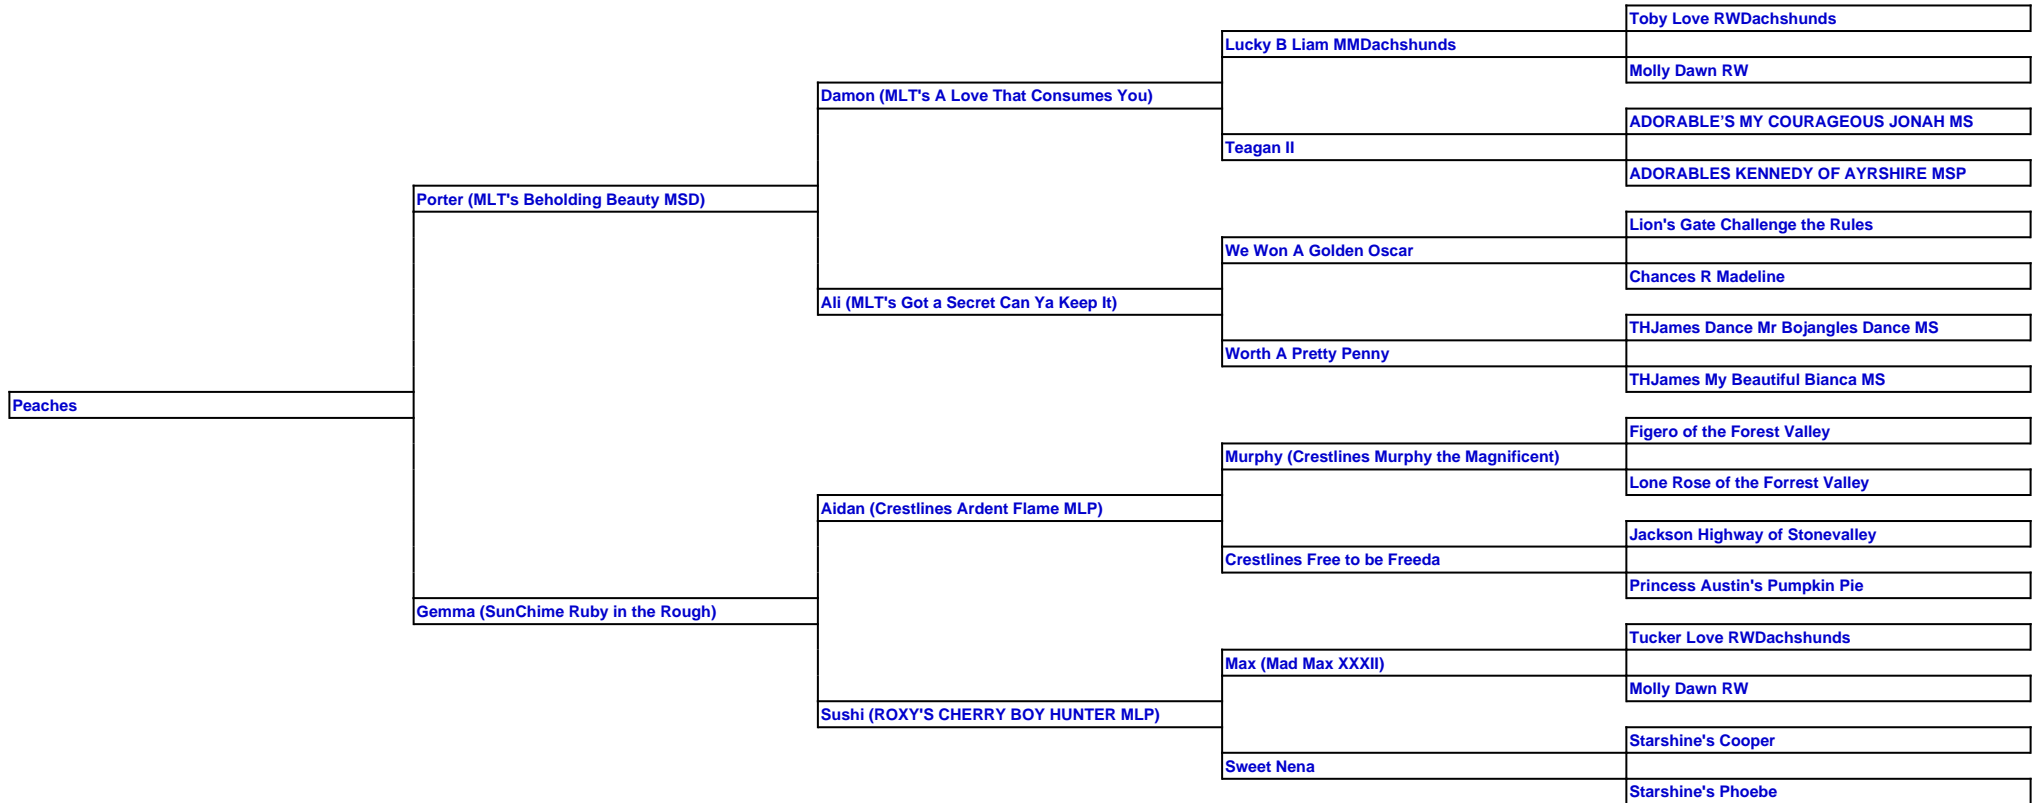 Toby Love RWDachshunds
Lucky B Liam MMDachshunds
Molly Dawn RW
Damon (MLT's A Love That Consumes You)
ADORABLE’S MY COURAGEOUS JONAH MS
Teagan II
ADORABLES KENNEDY OF AYRSHIRE MSP
Porter (MLT's Beholding Beauty MSD)
Lion's Gate Challenge the Rules
We Won A Golden Oscar
Chances R Madeline
Ali (MLT's Got a Secret Can Ya Keep It)
THJames Dance Mr Bojangles Dance MS
Worth A Pretty Penny
THJames My Beautiful Bianca MS
Peaches
Figero of the Forest Valley
Murphy (Crestlines Murphy the Magnificent)
Lone Rose of the Forrest Valley
Aidan (Crestlines Ardent Flame MLP)
Jackson Highway of Stonevalley
Crestlines Free to be Freeda
Princess Austin's Pumpkin Pie
Gemma (SunChime Ruby in the Rough)
Tucker Love RWDachshunds
Max (Mad Max XXXII)
Molly Dawn RW
Sushi (ROXY'S CHERRY BOY HUNTER MLP)
Starshine's Cooper
Sweet Nena
Starshine's Phoebe